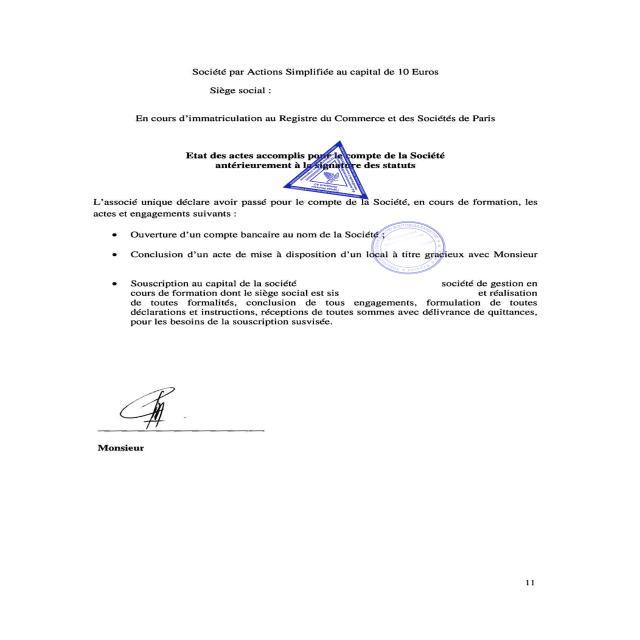 Société par Actions Simplifiée au capital de 10 Euros
Siège social :
En cours d’immatriculation au Registre du Commerce et des Sociétés de Paris
Etat des actes accomplis pour le compte de la Société
antérieurement à la signature des statuts
L’associé unique déclare avoir passé pour le compte de la Société, en cours de formation, les
actes et engagements suivants :
• Ouverture d’un compte bancaire au nom de la Société ;
• Conclusion d’un acte de mise à disposition d’un local à titre gracieux avec Monsieur
• Souscription au capital de la société société de gestion en
cours de formation dont le siège social est sis et réalisation
de toutes formalités, conclusion de tous engagements, formulation de toutes
déclarations et instructions, réceptions de toutes sommes avec délivrance de quittances,
pour les besoins de la souscription susvisée.
Monsieur
11